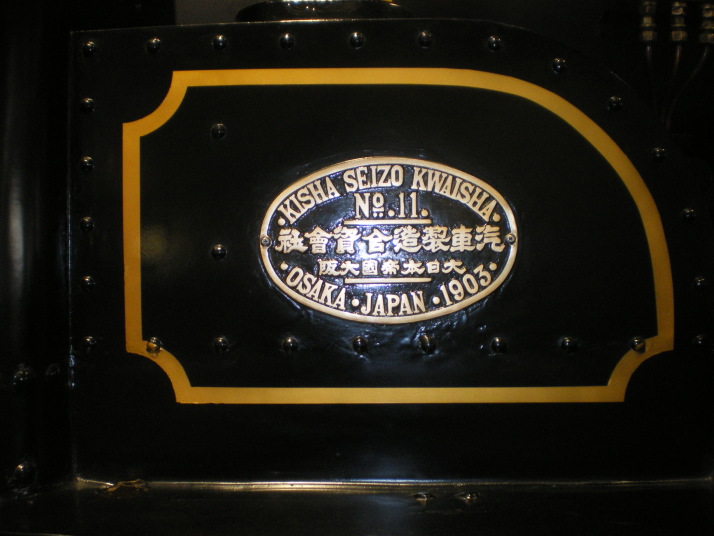 KISHA SEIZO KWAISHA
No. 11.
汽車製造合資會社
大日本帝國大阪
OSAKA · JAPAN · 1903